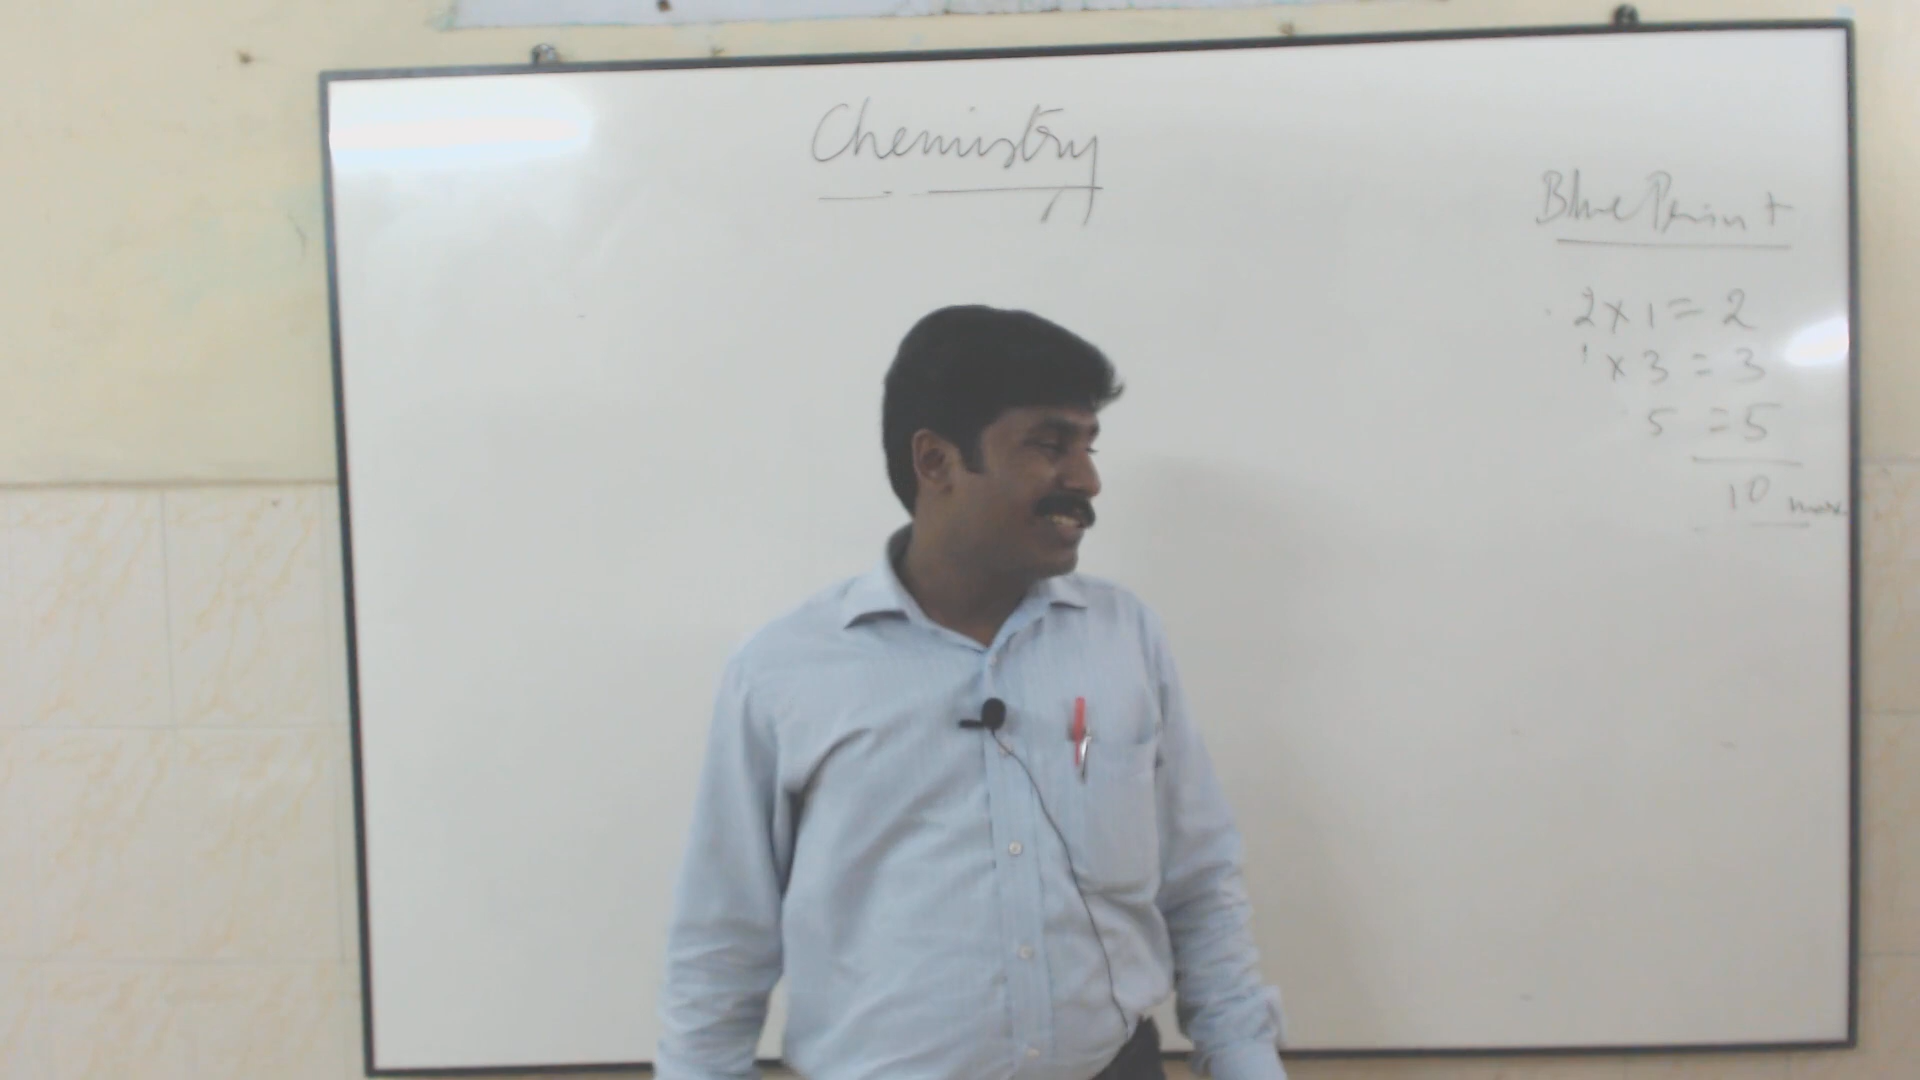 Chemistry
Blue Print
2 x 1 = 2
1 x 3 = 3
5 = 5
10